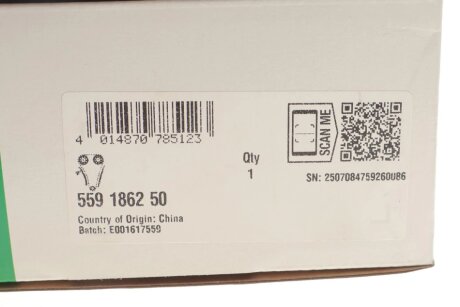 4 014870 785123
Qty
1
SCAN ME
SN: 2507084759260086
559 1862 50
Country of Origin: China
Batch: E001617559